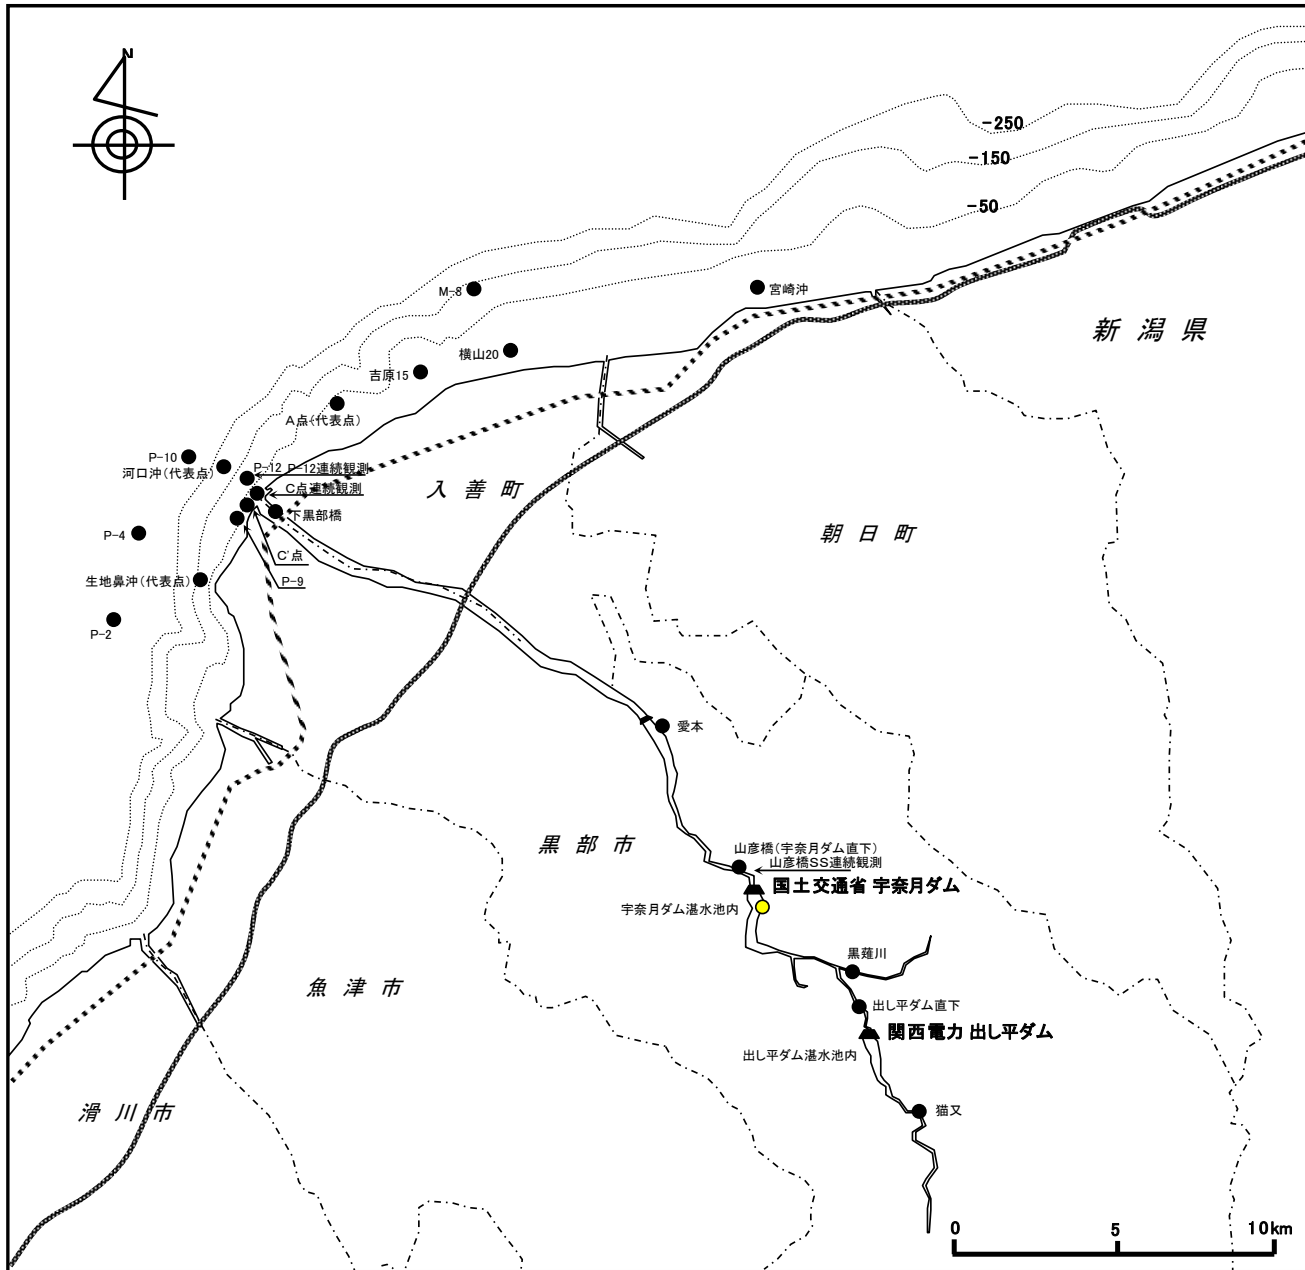 N
-250
-150
-50
宮崎沖
M-8
新潟県
横山20
吉原15
A点(代表点)
P-10
河口沖(代表点)
P-12 P-12連続観測
C点連続観測
入善町
下黒部橋
朝日町
P-4
C'点
生地鼻沖(代表点)
P-9
P-2
愛本
黒部市
山彦橋(宇奈月ダム直下)
山彦橋SS連続観測
国土交通省 宇奈月ダム
宇奈月ダム湛水池内
黒薙川
魚津市
出し平ダム直下
関西電力 出し平ダム
出し平ダム湛水池内
滑川市
猫又
0 5 10km